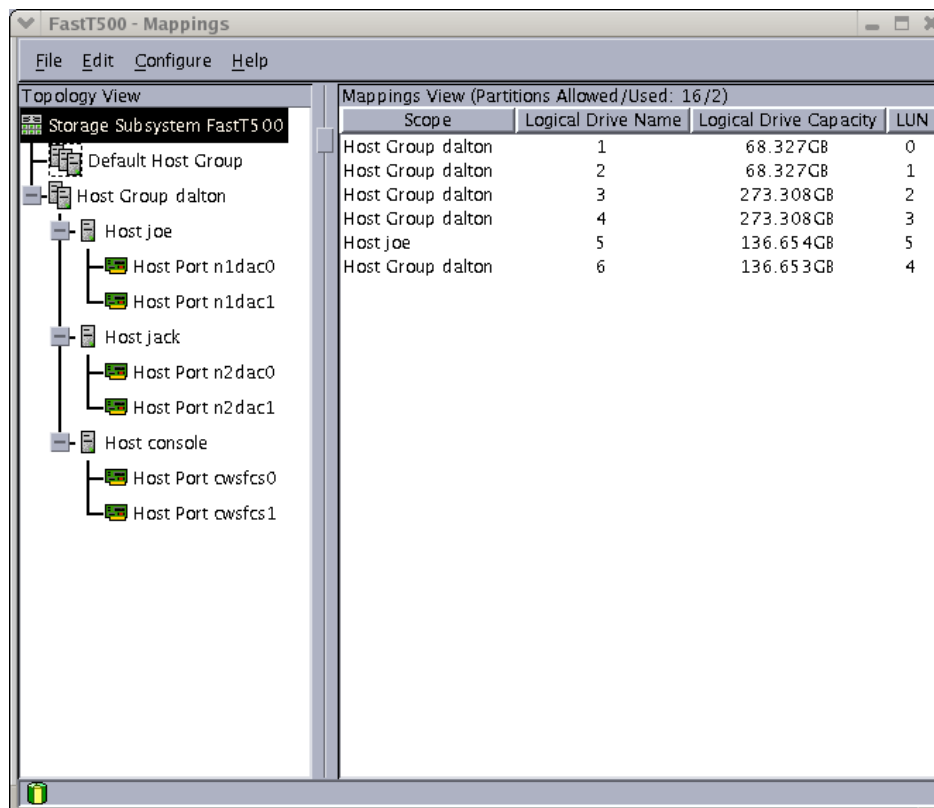 FastT500 - Mappings
File Edit Configure Help
Topology View
Storage Subsystem FastT500
Default Host Group
Host Group dalton
Host joe
Host Port n1dac0
Host Port n1dac1
Host jack
Host Port n2dac0
Host Port n2dac1
Host console
Host Port cwsfcs0
Host Port cwsfcs1
Mappings View (Partitions Allowed/Used: 16/2)
Scope Logical Drive Name Logical Drive Capacity LUN
Host Group dalton 1 68.327GB 0
Host Group dalton 2 68.327GB 1
Host Group dalton 3 273.308GB 2
Host Group dalton 4 273.308GB 3
Host joe 5 136.654GB 5
Host Group dalton 6 136.653GB 4